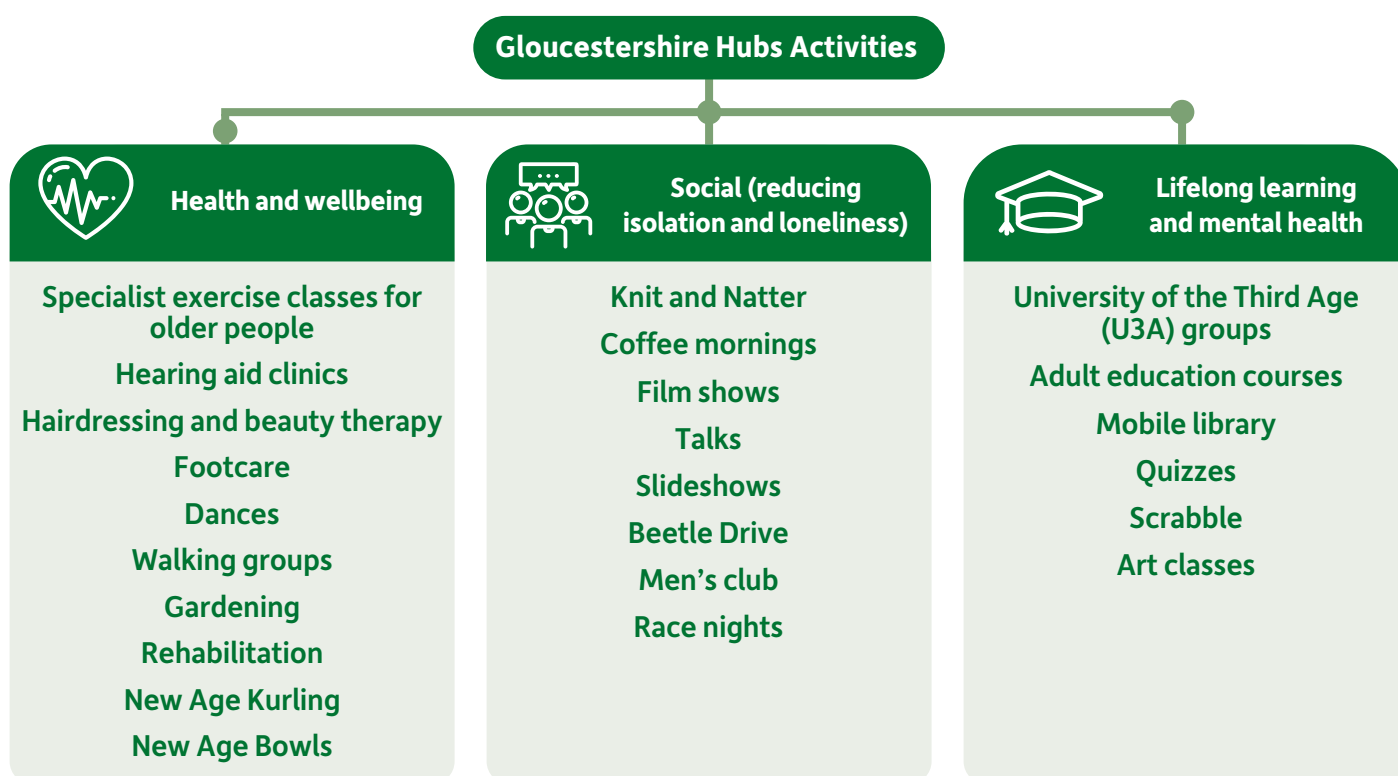 Gloucestershire Hubs Activities
Health and wellbeing
Specialist exercise classes for
older people
Hearing aid clinics
Hairdressing and beauty therapy
Footcare
Dances
Walking groups
Gardening
Rehabilitation
New Age Kurling
New Age Bowls
Social (reducing
isolation and loneliness)
Knit and Natter
Coffee mornings
Film shows
Talks
Slideshows
Beetle Drive
Men’s club
Race nights
Lifelong learning
and mental health
University of the Third Age
(U3A) groups
Adult education courses
Mobile library
Quizzes
Scrabble
Art classes